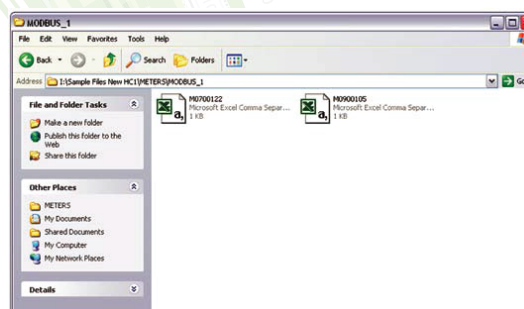 MODBUS_1
File Edit View Favorites Tools Help
Back Search Folders
Address I:\Sample Files New HC1\METERS\MODBUS_1 Go
File and Folder Tasks
Make a new folder
Publish this folder to the
Web
Share this folder
Other Places
METERS
My Documents
Shared Documents
My Computer
My Network Places
Details
M0700122
Microsoft Excel Comma Separ...
1 KB
M0900105
Microsoft Excel Comma Separ...
1 KB